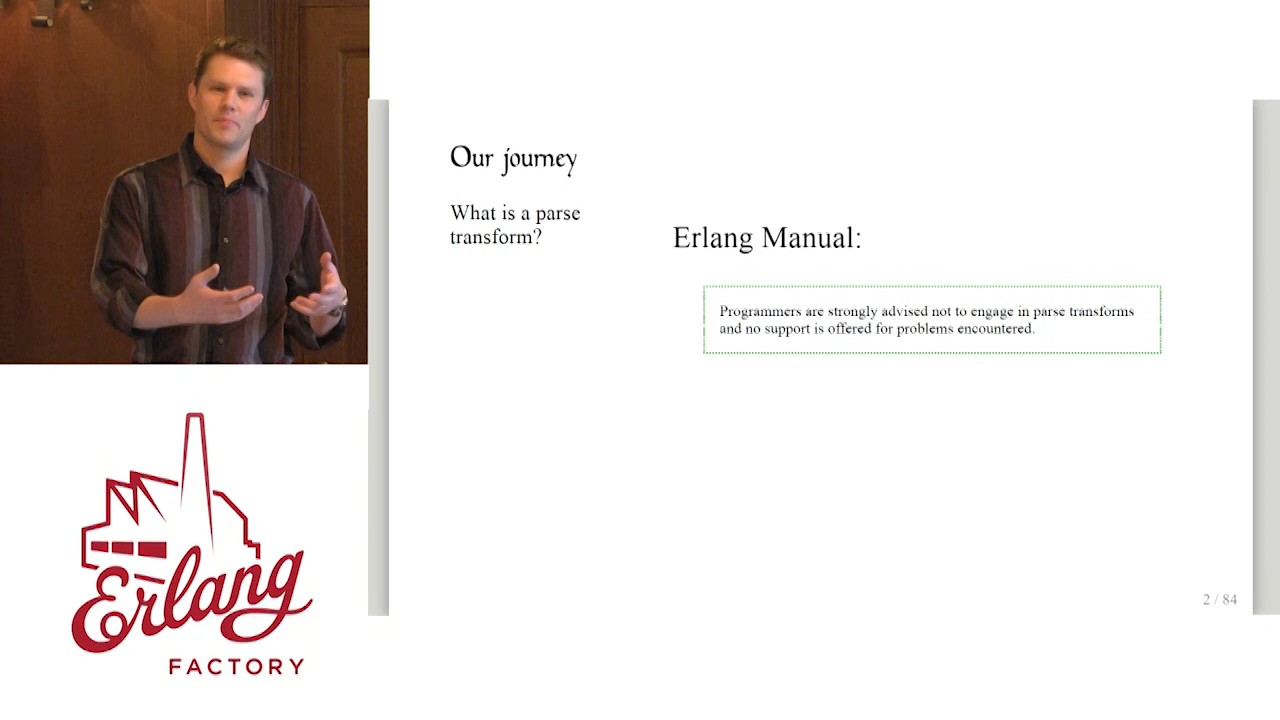 Our journey
What is a parse
transform?
Erlang Manual:
Programmers are strongly advised not to engage in parse transforms
and no support is offered for problems encountered.
2 / 84
Erlang
FACTORY